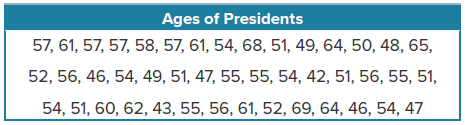 Ages of Presidents
57, 61, 57, 57, 58, 57, 61, 54, 68, 51, 49, 64, 50, 48, 65,
52, 56, 46, 54, 49, 51, 47, 55, 55, 54, 42, 51, 56, 55, 51,
54, 51, 60, 62, 43, 55, 56, 61, 52, 69, 64, 46, 54, 47